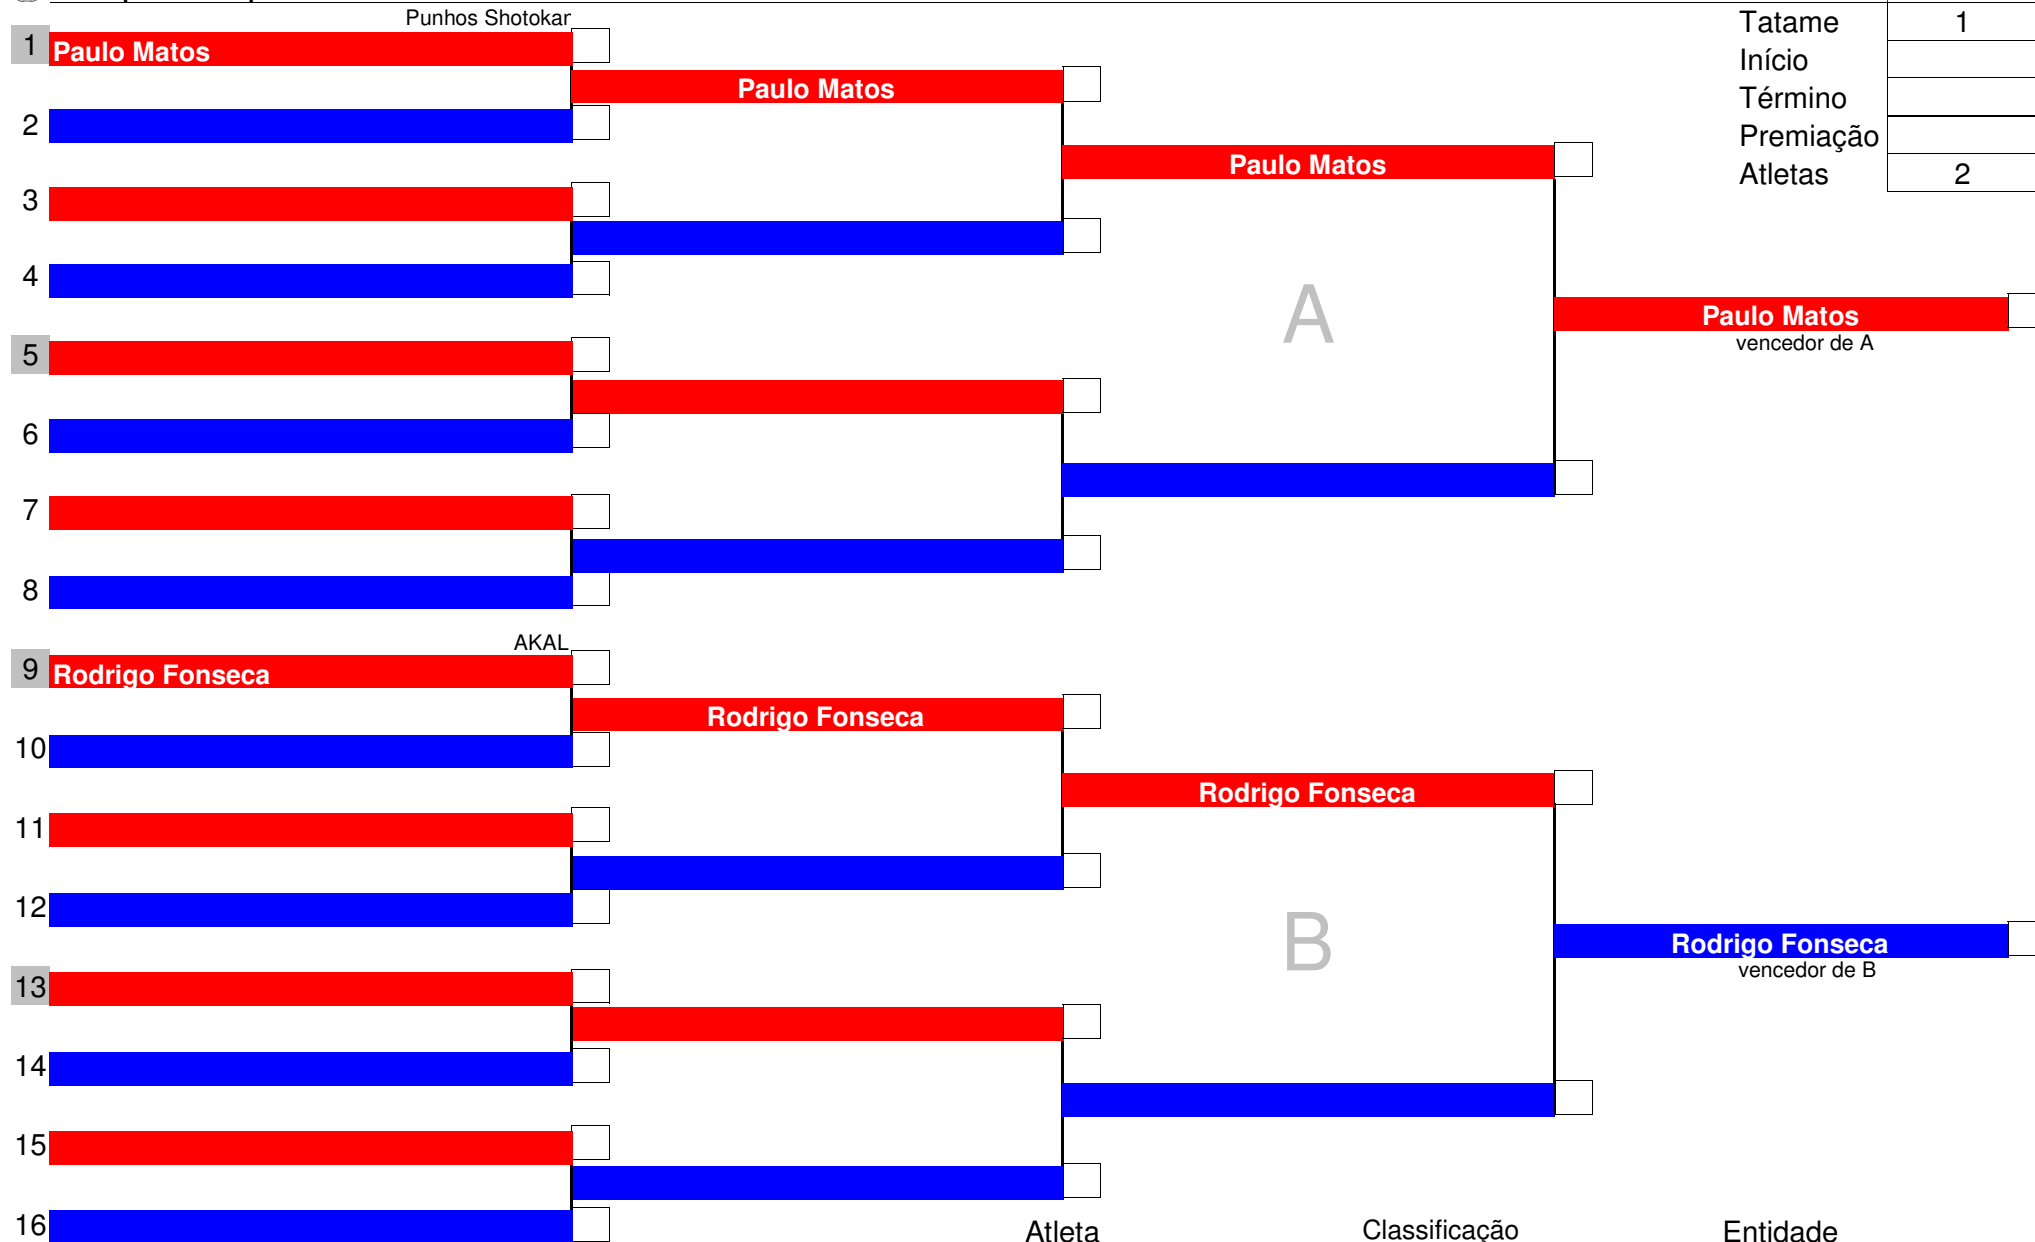 Punhos Shotokan
Tatame 1
1 Paulo Matos
Início
Paulo Matos
Término
2
Premiação
Paulo Matos
Atletas 2
3
4
A
Paulo Matos
vencedor de A
5
6
7
8
AKAL
9 Rodrigo Fonseca
Rodrigo Fonseca
10
Rodrigo Fonseca
11
12
B
Rodrigo Fonseca
vencedor de B
13
14
15
16
Atleta Classificação Entidade